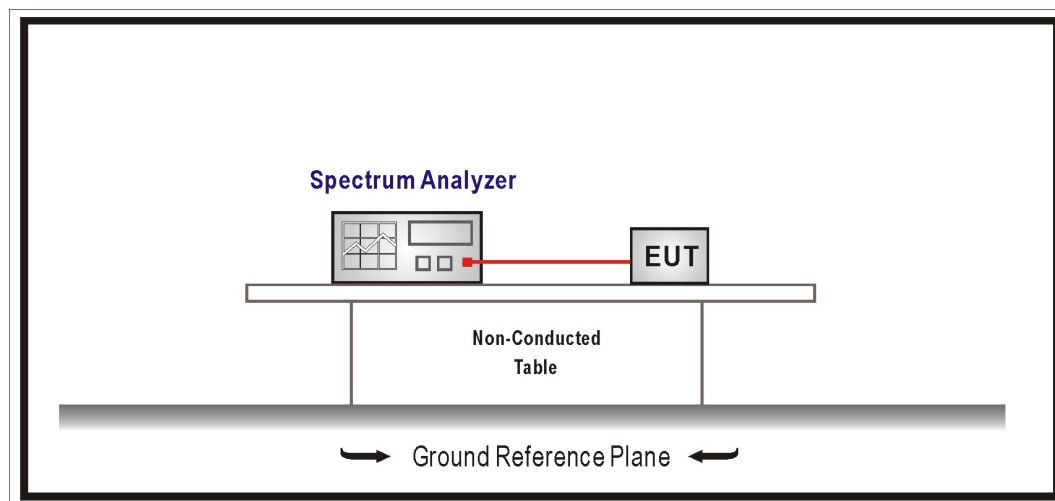 Spectrum Analyzer
EUT
Non-Conducted
Table
Ground Reference Plane